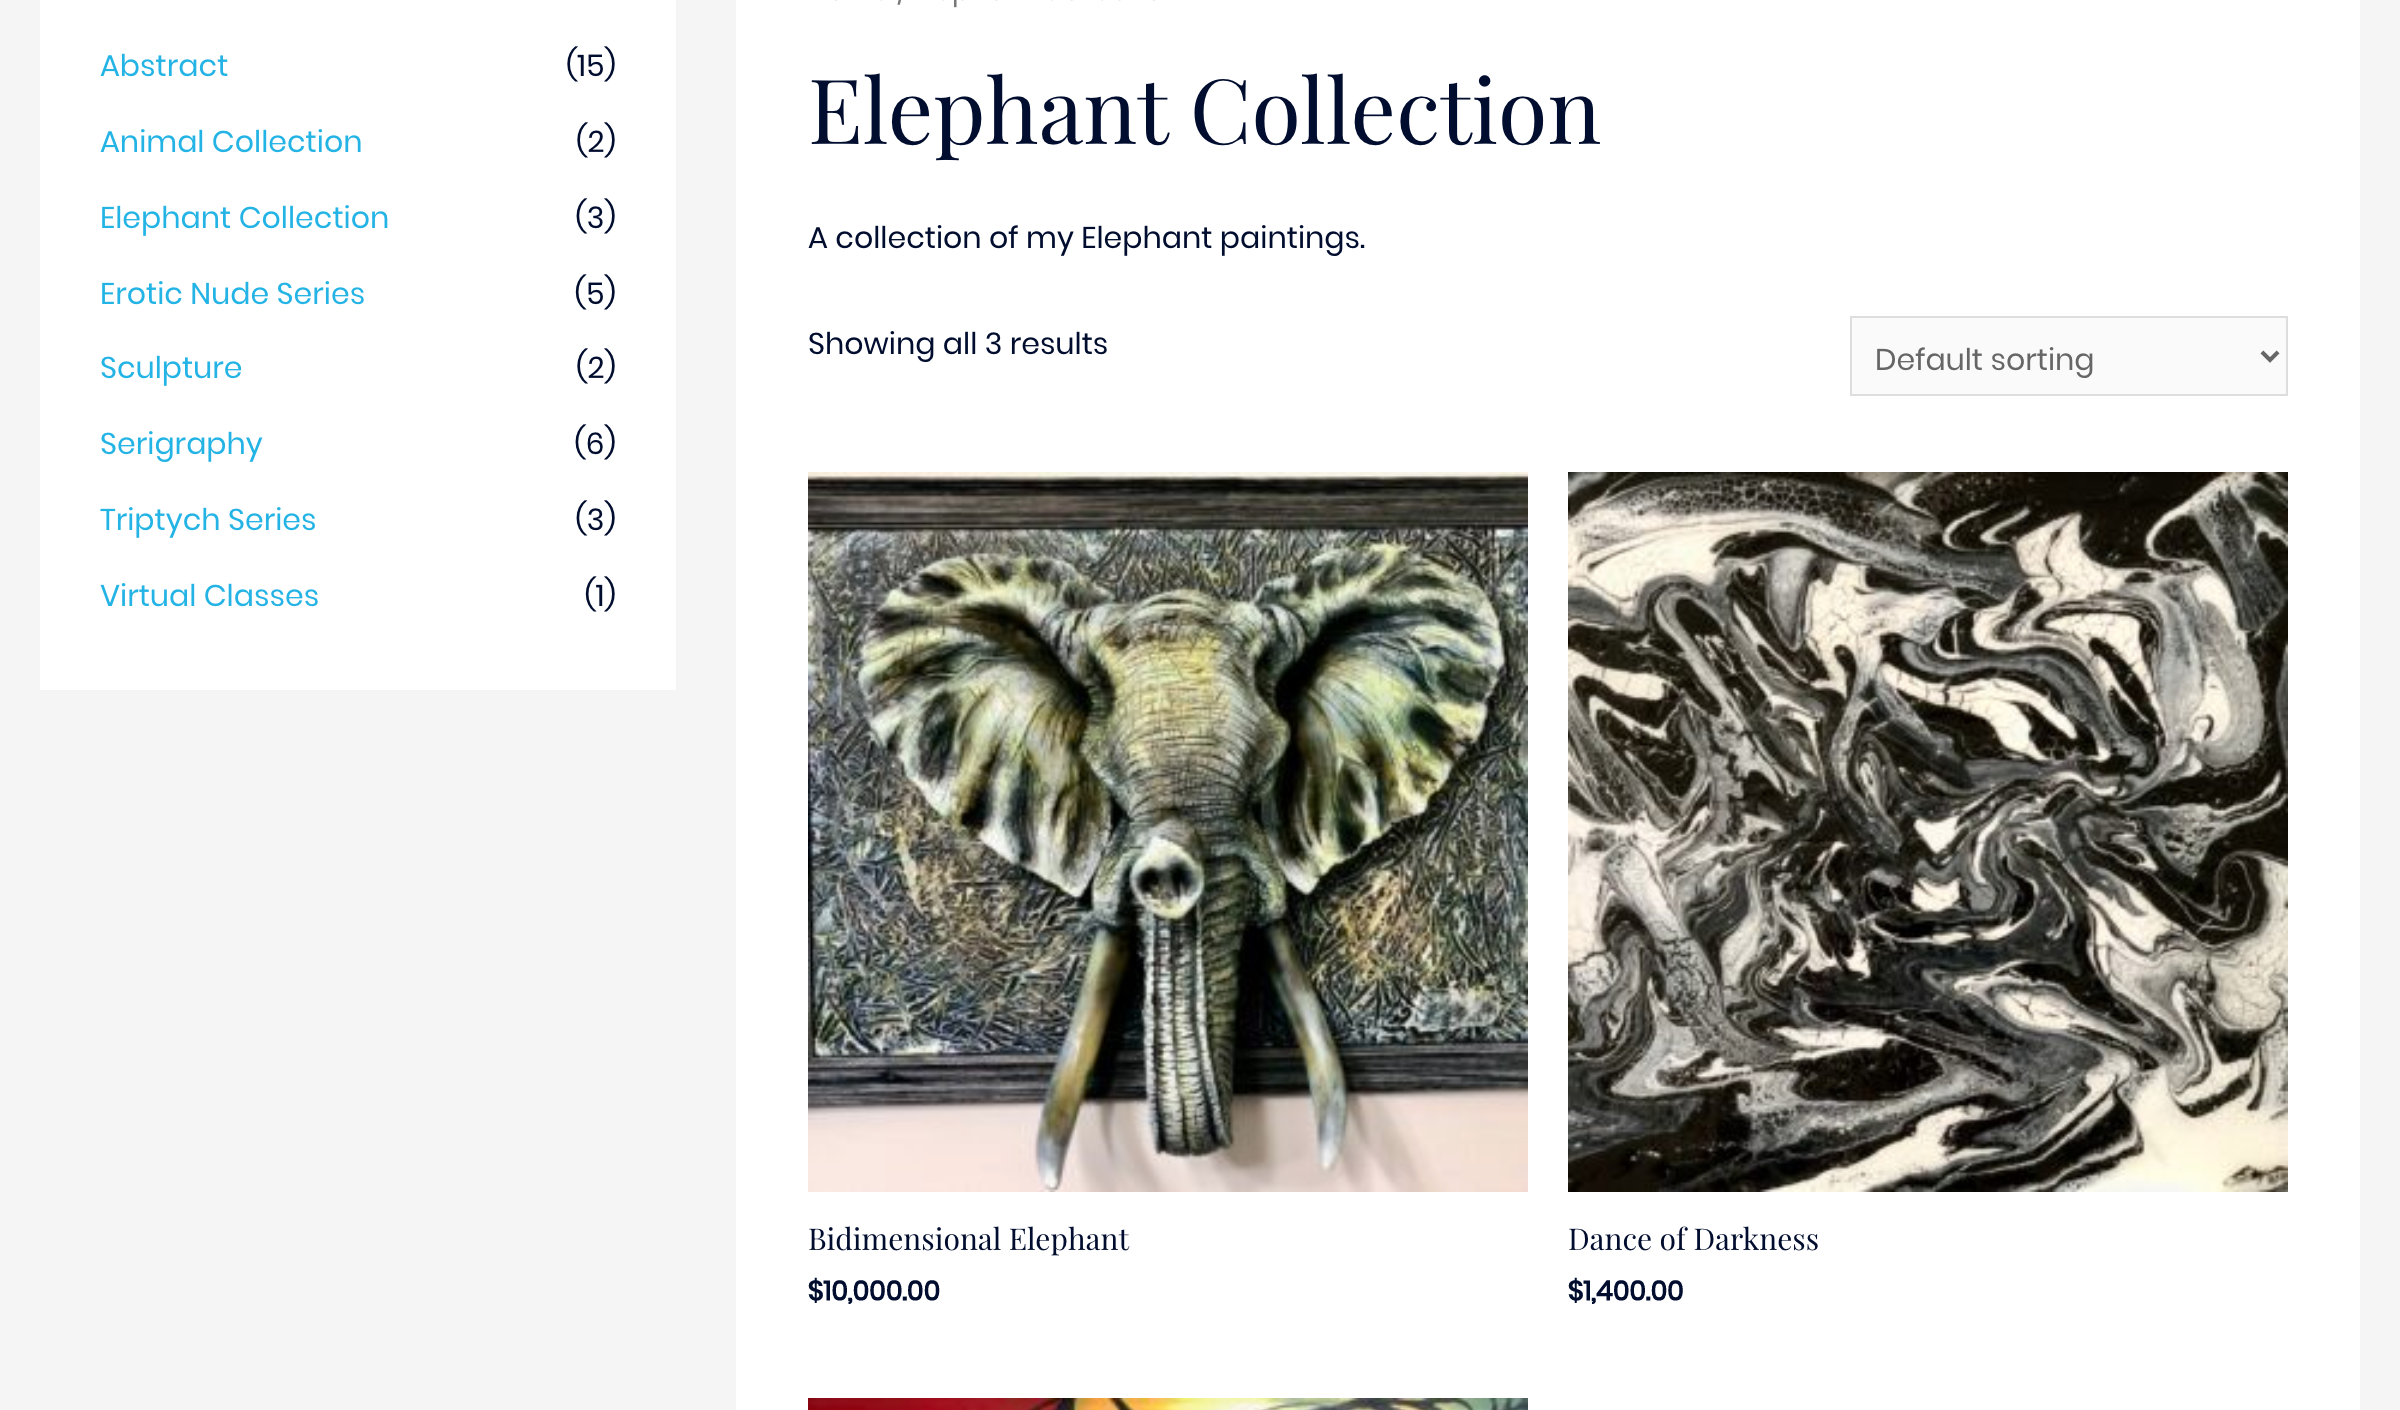 Abstract (15)
Animal Collection (2)
Elephant Collection (3)
Erotic Nude Series (5)
Sculpture (2)
Serigraphy (6)
Triptych Series (3)
Virtual Classes (1)
Elephant Collection
A collection of my Elephant paintings.
Showing all 3 results
Default sorting
Bidimensional Elephant
$10,000.00
Dance of Darkness
$1,400.00